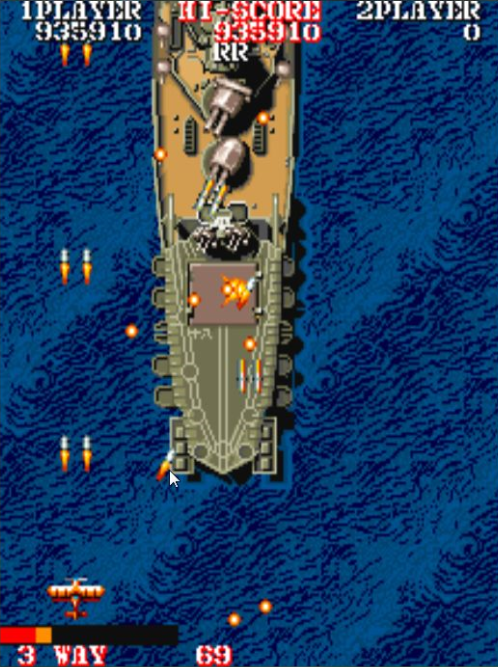 1PLAYER HI-SCORE 2PLAYER
935910 935910 0
RR
3 WAY 69